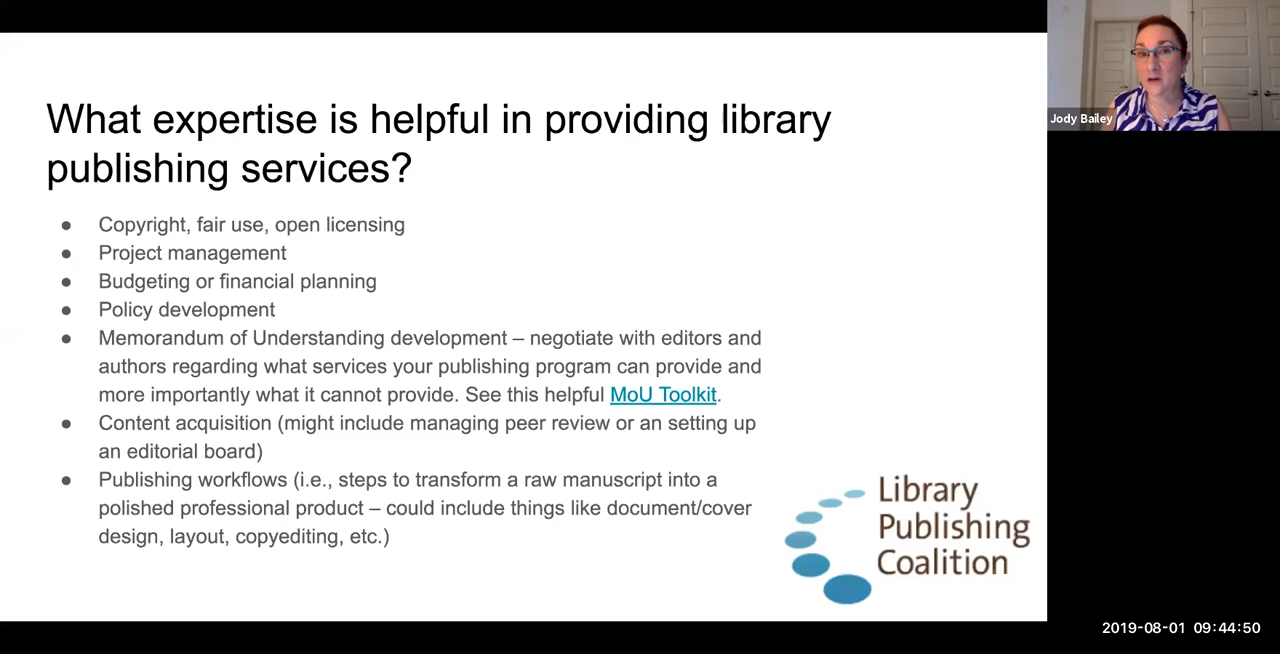 What expertise is helpful in providing library
publishing services?
● Copyright, fair use, open licensing
● Project management
● Budgeting or financial planning
● Policy development
● Memorandum of Understanding development – negotiate with editors and
authors regarding what services your publishing program can provide and
more importantly what it cannot provide. See this helpful MoU Toolkit.
● Content acquisition (might include managing peer review or an setting up
an editorial board)
● Publishing workflows (i.e., steps to transform a raw manuscript into a
polished professional product – could include things like document/cover
design, layout, copyediting, etc.)
Library
Publishing
Coalition
Jody Bailey
2019-08-01 09:44:50